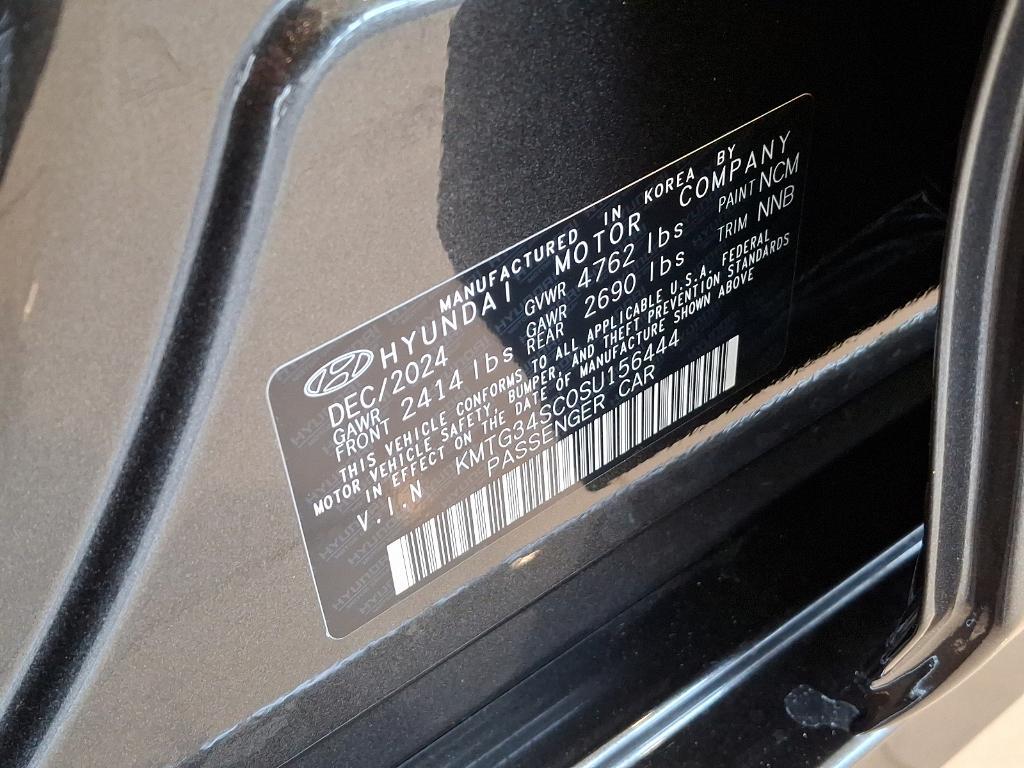 MANUFACTURED IN KOREA BY
HYUNDAI MOTOR COMPANY
DEC/2024 GVWR 4762 lbs PAINT NCM
GAWR FRONT 2414 lbs GAWR REAR 2690 lbs TRIM NNB
THIS VEHICLE CONFORMS TO ALL APPLICABLE U.S.A. FEDERAL
MOTOR VEHICLE SAFETY, BUMPER, AND THEFT PREVENTION STANDARDS
IN EFFECT ON THE DATE OF MANUFACTURE SHOWN ABOVE
V.I.N KMTG34SC0SU156444
PASSENGER CAR